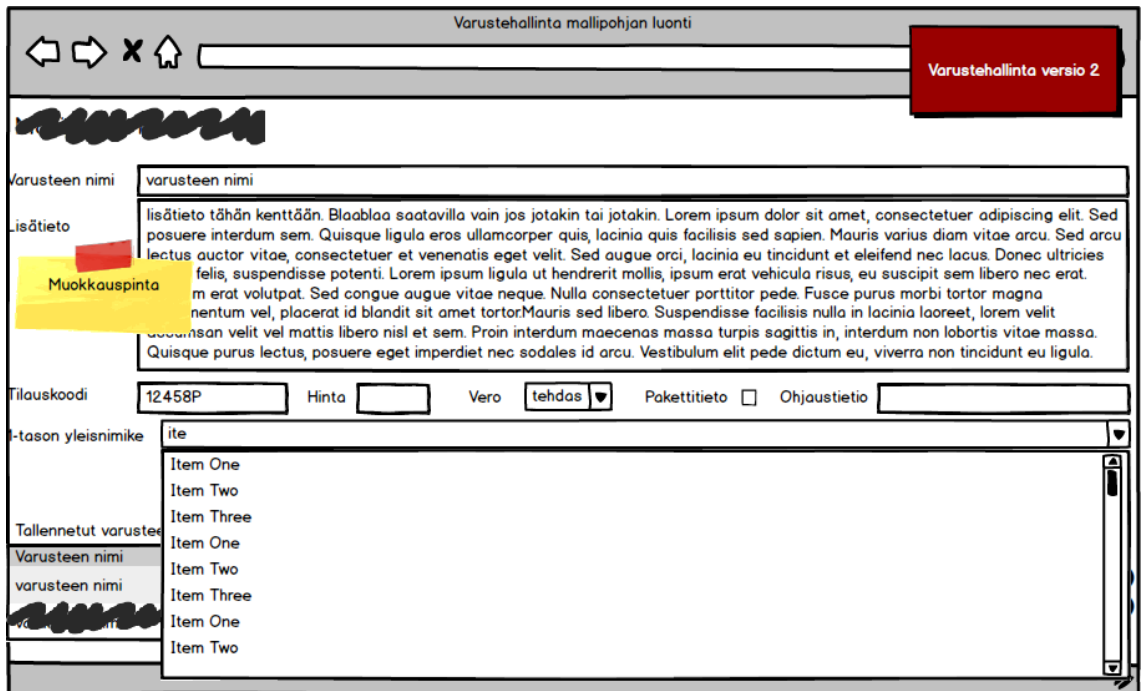 Varustehallinta mallipohjan luonti
Varustehallinta versio 2
Varusteen nimi
varusteen nimi
Lisätieto
lisätieto tähän kenttään. Blaablaa saatavilla vain jos jotakin tai jotakin. Lorem ipsum dolor sit amet, consectetuer adipiscing elit. Sed
posuere interdum sem. Quisque ligula eros ullamcorper quis, lacinia quis facilisis sed sapien. Mauris varius diam vitae arcu. Sed arcu
lectus auctor vitae, consectetuer et venenatis eget velit. Sed augue orci, lacinia eu tincidunt et eleifend nec lacus. Donec ultricies
felis, suspendisse potenti. Lorem ipsum ligula ut hendrerit mollis, ipsum erat vehicula risus, eu suscipit sem libero nec erat.
erat volutpat. Sed congue augue vitae neque. Nulla consectetuer porttitor pede. Fusce purus morbi tortor magna
vel, placerat id blandit sit amet tortor.Mauris sed libero. Suspendisse facilisis nulla in lacinia laoreet, lorem velit
velit vel mattis libero nisl et sem. Proin interdum maecenas massa turpis sagittis in, interdum non lobortis vitae massa.
Quisque purus lectus, posuere eget imperdiet nec sodales id arcu. Vestibulum elit pede dictum eu, viverra non tincidunt eu ligula.
Muokkauspinta
Tilauskoodi 12458P Hinta Vero tehdas Pakettitieto Ohjaustietio
-tason yleisnimike ite
Item One
Item Two
Item Three
Item One
Item Two
Item Three
Item One
Item Two
Tallennetut varustee
Varusteen nimi
varusteen nimi